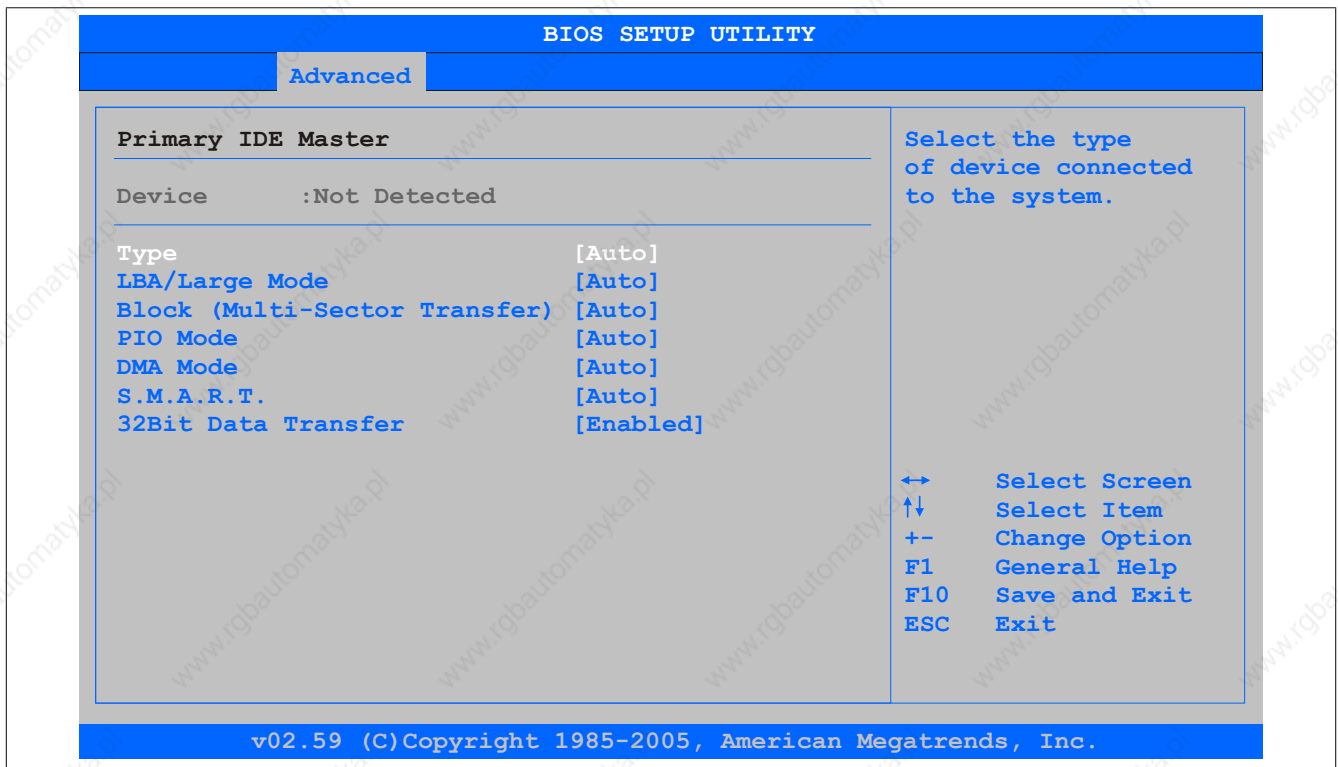 BIOS SETUP UTILITY
Advanced
Primary IDE Master
Device :Not Detected
Type [Auto]
LBA/Large Mode [Auto]
Block (Multi-Sector Transfer) [Auto]
PIO Mode [Auto]
DMA Mode [Auto]
S.M.A.R.T. [Auto]
32Bit Data Transfer [Enabled]
Select the type
of device connected
to the system.
↔ Select Screen
↑↓ Select Item
+- Change Option
F1 General Help
F10 Save and Exit
ESC Exit
v02.59 (C)Copyright 1985-2005, American Megatrends, Inc.
www.rgbautomatyka.pl